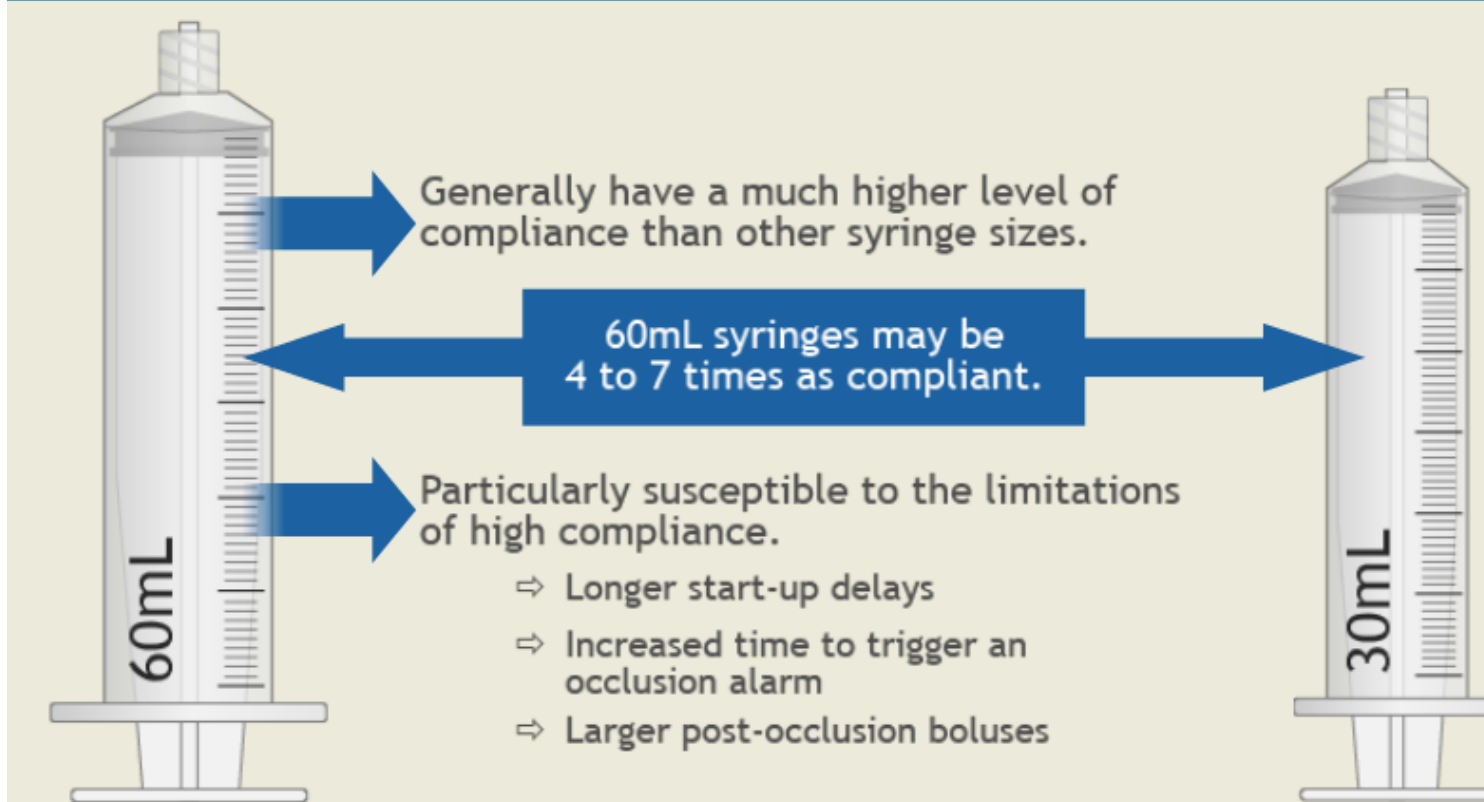 Generally have a much higher level of
compliance than other syringe sizes.
60mL syringes may be
4 to 7 times as compliant.
Particularly susceptible to the limitations
of high compliance.
⇨ Longer start-up delays
⇨ Increased time to trigger an
occlusion alarm
⇨ Larger post-occlusion boluses
60mL
30mL